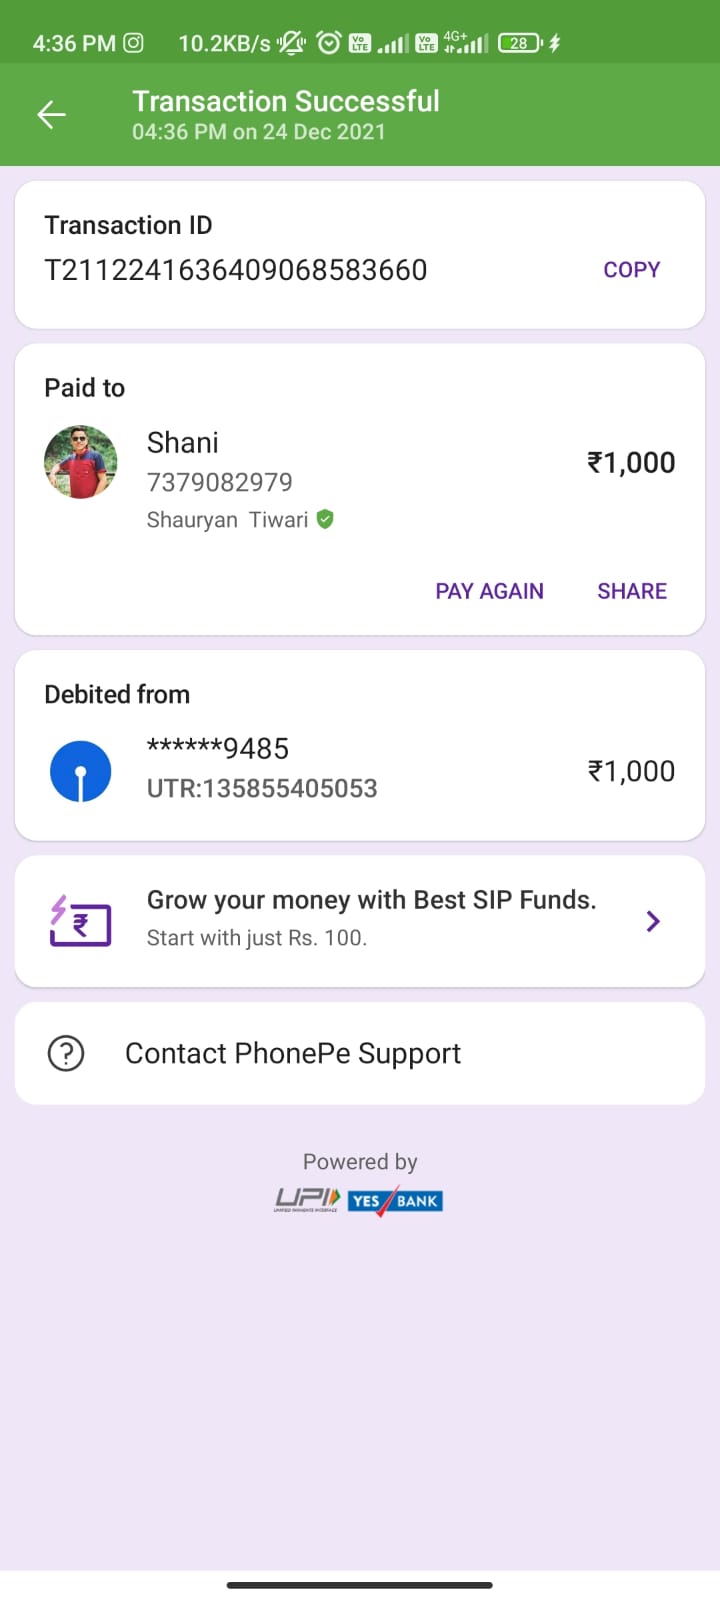 4:36 PM 10.2KB/s Vo LTE Vo LTE 4G+ 28
Transaction Successful
04:36 PM on 24 Dec 2021
Transaction ID
T2112241636409068583660 COPY
Paid to
Shani
7379082979
₹1,000
Shauryan Tiwari
PAY AGAIN SHARE
Debited from
******9485
UTR:135855405053
₹1,000
Grow your money with Best SIP Funds.
Start with just Rs. 100.
Contact PhonePe Support
Powered by
UPI YES BANK
UNIFIED PAYMENTS INTERFACE